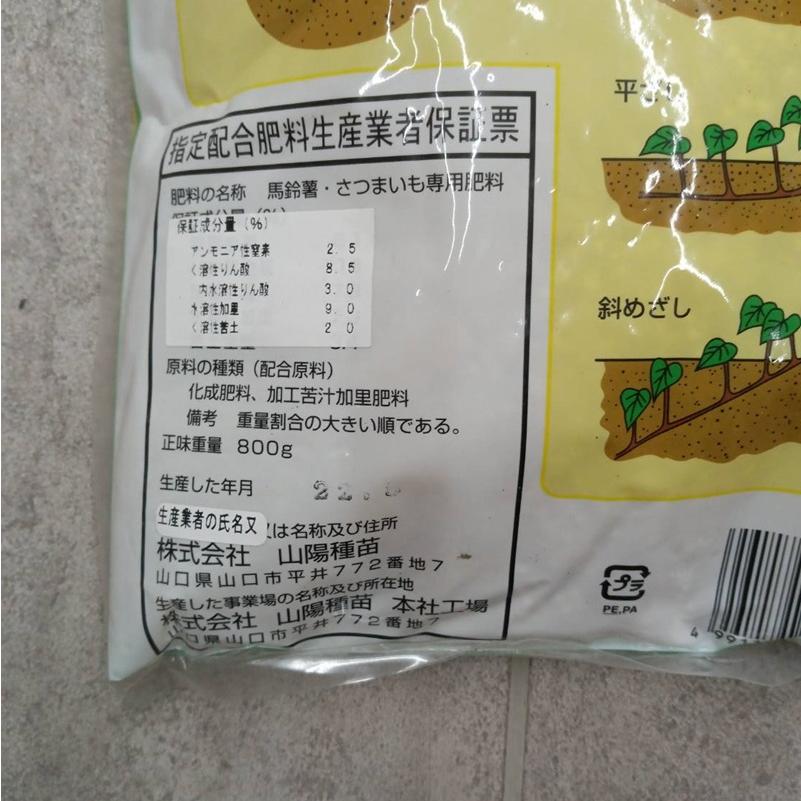 指定配合肥料生産業者保証票
肥料の名称 馬鈴薯・さつまいも専用肥料
保証成分量(%)
アンモニア性窒素 2.5
く溶性りん酸 8.5
内水溶性りん酸 3.0
水溶性加里 9.0
く溶性苦土 2.0
原料の種類(配合原料)
化成肥料、加工苦汁加里肥料
備考 重量割合の大きい順である。
正味重量 800g
生産した年月 22.
生産業者の氏名又は名称及び住所
株式会社 山陽種苗
山口県山口市平井772番地7
生産した事業場の名称及び所在地
株式会社 山陽種苗 本社工場
山口県山口市平井772番地7
平ざし
斜めざし
プラ
PE,PA